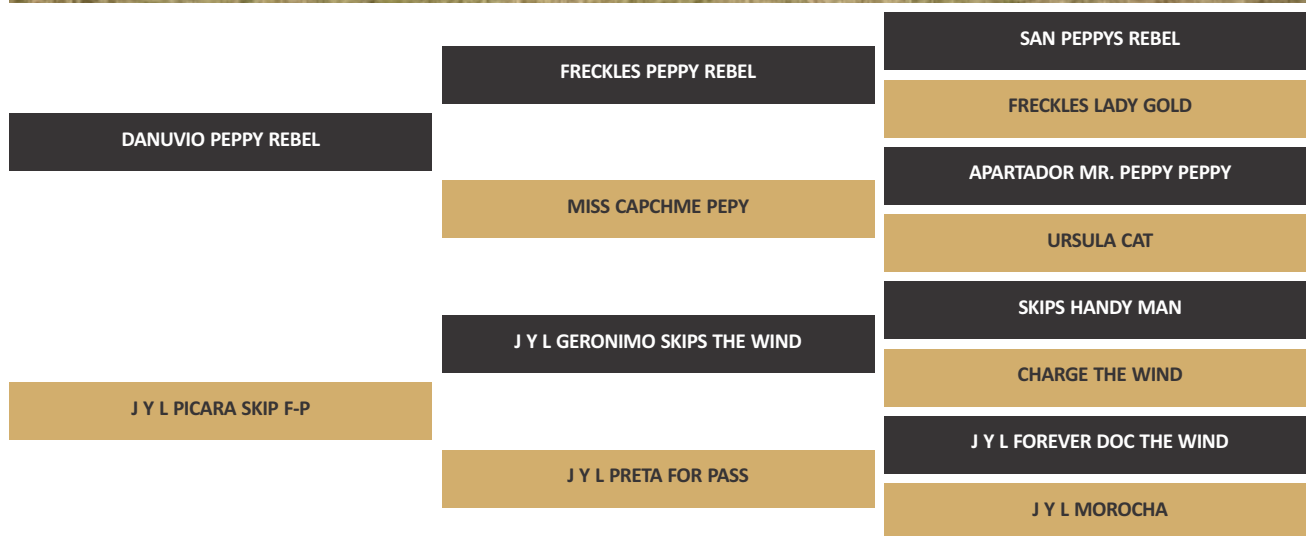 SAN PEPPYS REBEL
FRECKLES PEPPY REBEL
FRECKLES LADY GOLD
DANUVIO PEPPY REBEL
APARTADOR MR. PEPPY PEPPY
MISS CAPCHME PEPY
URSULA CAT
SKIPS HANDY MAN
J Y L GERONIMO SKIPS THE WIND
CHARGE THE WIND
J Y L PICARA SKIP F-P
J Y L FOREVER DOC THE WIND
J Y L PRETA FOR PASS
J Y L MOROCHA